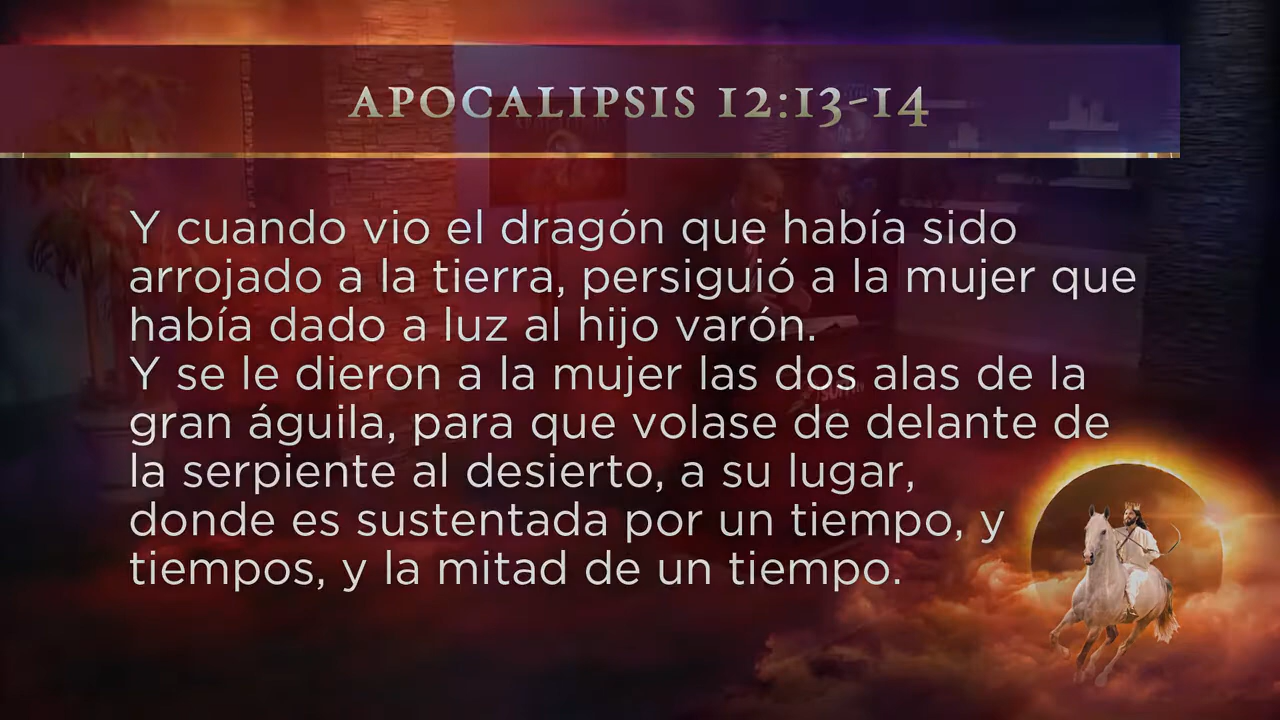 APOCALIPSIS 12:13-14
Y cuando vio el dragón que había sido
arrojado a la tierra, persiguió a la mujer que
había dado a luz al hijo varón.
Y se le dieron a la mujer las dos alas de la
gran águila, para que volase de delante de
la serpiente al desierto, a su lugar,
donde es sustentada por un tiempo, y
tiempos, y la mitad de un tiempo.